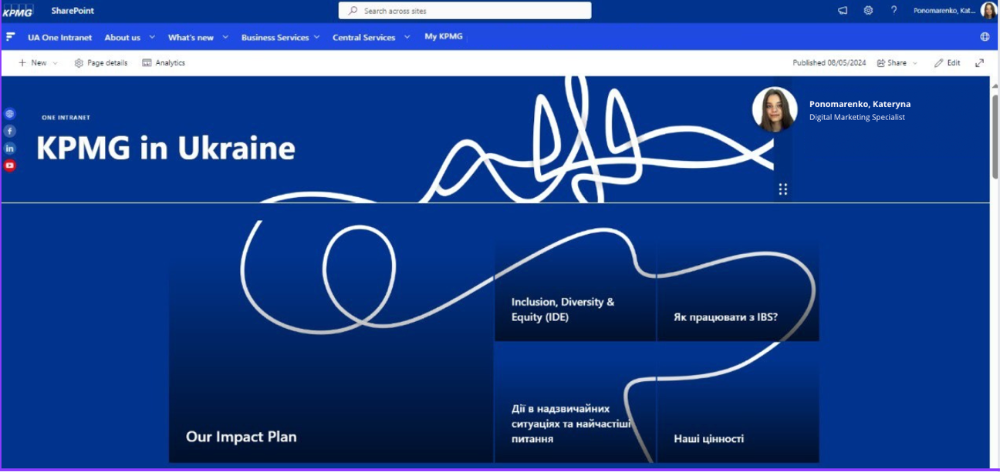 KPMG SharePoint Search across sites ? Ponomarenko, Kat...
UA One Intranet About us What's new Business Services Central Services My KPMG
+ New Page details Analytics Published 08/05/2024 Share Edit
Ponomarenko, Kateryna
Digital Marketing Specialist
ONE INTRANET
KPMG in Ukraine
f
in
Inclusion, Diversity &
Equity (IDE)
Як працювати з IBS?
Дії в надзвичайних
ситуаціях та найчастіші
питання
Our Impact Plan
Наші цінності